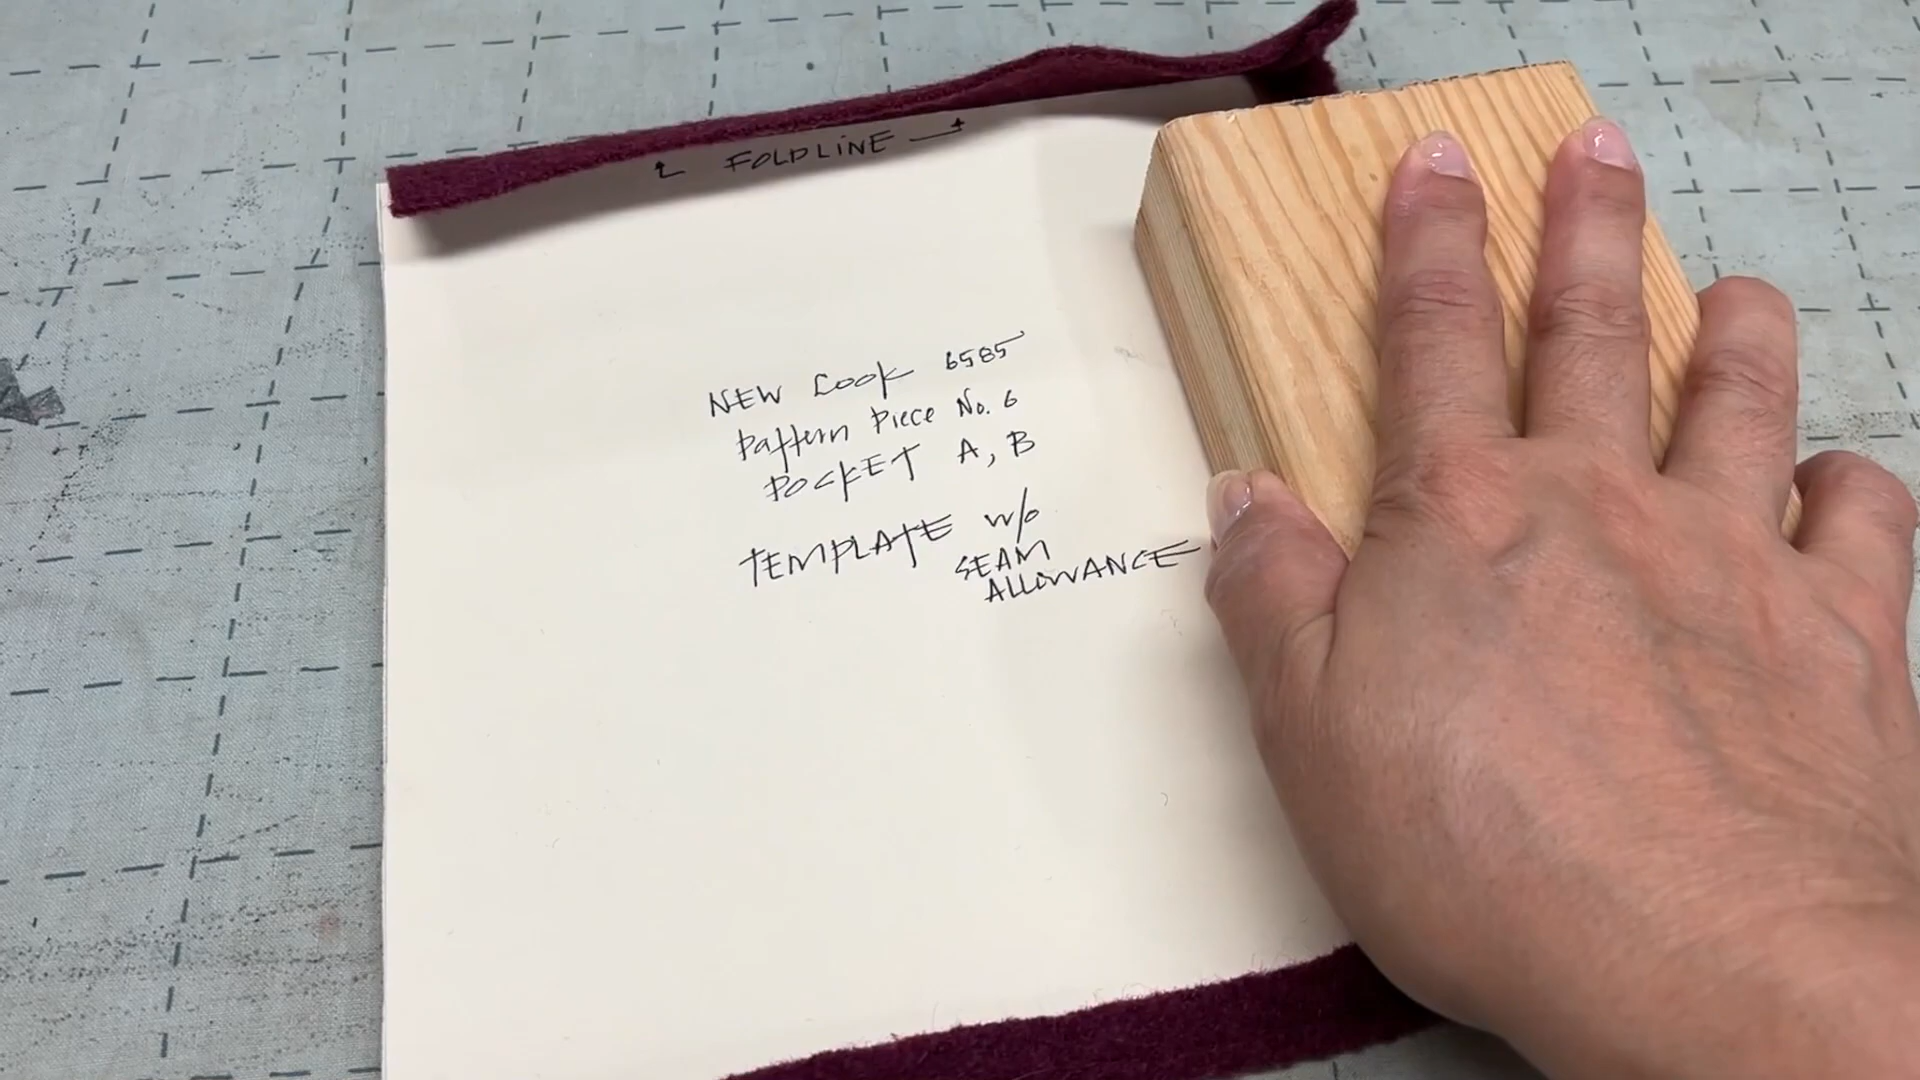 FOLDLINE
NEW LOOK 6585
Pattern Piece No. 6
POCKET A, B
TEMPLATE w/o
SEAM
ALLOWANCE